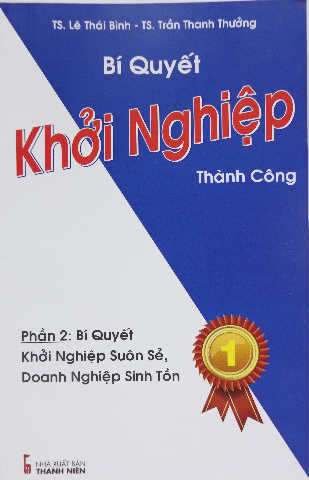 TS. Lê Thái Bình - TS. Trần Thanh Thưởng
Bí Quyết
Khởi Nghiệp
Thành Công
Phần 2: Bí Quyết
Khởi Nghiệp Suôn Sẻ,
Doanh Nghiệp Sinh Tồn
1
NHÀ XUẤT BẢN
THANH NIÊN